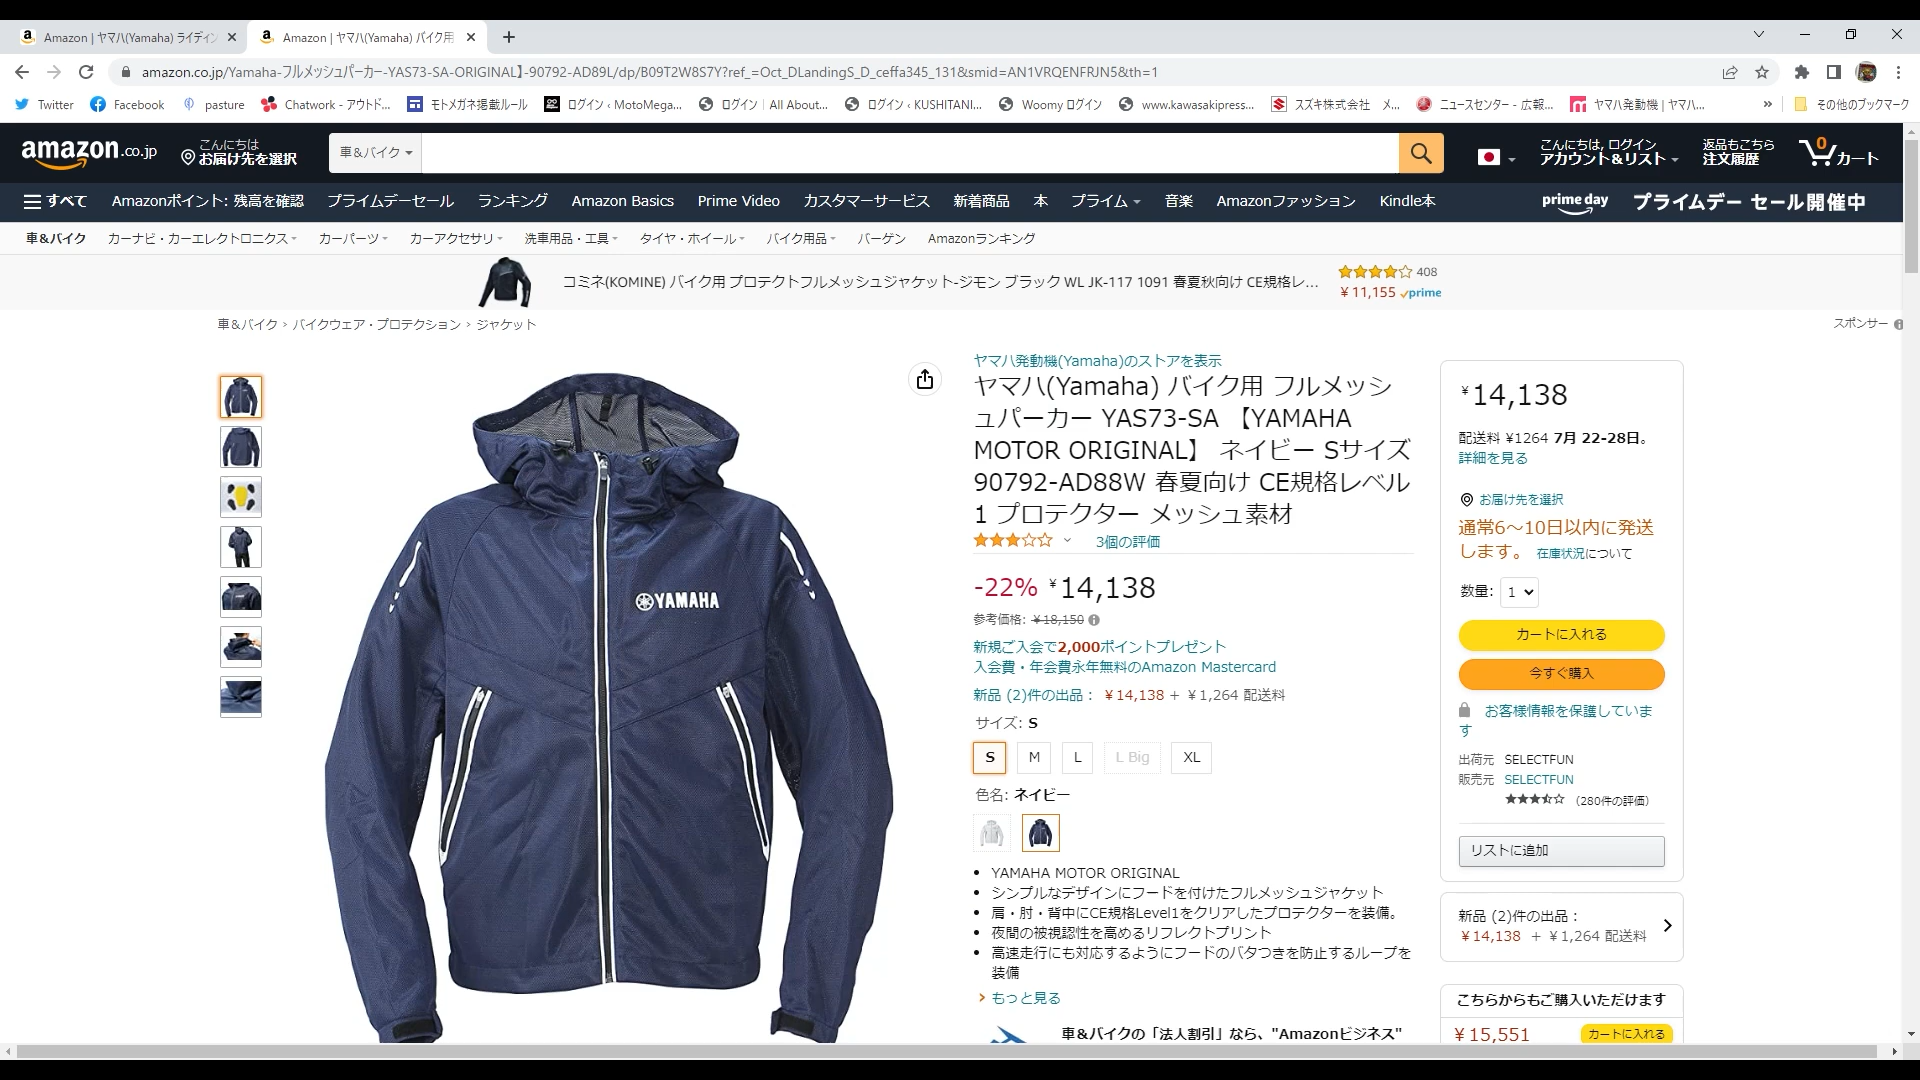 Amazon | ヤマハ(Yamaha) ライディン
Amazon | ヤマハ(Yamaha) バイク用
amazon.co.jp/Yamaha-フルメッシュパーカー-YAS73-SA-ORIGINAL】-90792-AD89L/dp/B09T2W8S7Y?ref_=Oct_DLandingS_D_ceffa345_131&smid=AN1VRQENFRJN5&th=1
Twitter Facebook pasture Chatwork - アウトド... モトメガネ掲載ルール ログイン ‹ MotoMega... ログイン | All About... ログイン ‹ KUSHITANI... Woomy ログイン www.kawasakipress... スズキ株式会社 メ... ニュースセンター - 広報... ヤマハ発動機 | ヤマハ... » その他のブックマーク
amazon.co.jp
こんにちは
お届け先を選択
車&バイク
こんにちは, ログイン
アカウント&リスト
返品もこちら
注文履歴
0
カート
すべて Amazonポイント: 残高を確認 プライムデーセール ランキング Amazon Basics Prime Video カスタマーサービス 新着商品 本 プライム 音楽 Amazonファッション Kindle本 prime day プライムデー セール開催中
車&バイク カーナビ・カーエレクトロニクス カーパーツ カーアクセサリ 洗車用品・工具 タイヤ・ホイール バイク用品 バーゲン Amazonランキング
コミネ(KOMINE) バイク用 プロテクトフルメッシュジャケット-ジモン ブラック WL JK-117 1091 春夏秋向け CE規格レ...
408
¥ 11,155 prime
車＆バイク › バイクウェア・プロテクション › ジャケット
スポンサー
YAMAHA
ヤマハ発動機(Yamaha)のストアを表示
ヤマハ(Yamaha) バイク用 フルメッシ
ュパーカー YAS73-SA 【YAMAHA
MOTOR ORIGINAL】 ネイビー Sサイズ
90792-AD88W 春夏向け CE規格レベル
1 プロテクター メッシュ素材
3個の評価
-22% ¥14,138
参考価格: ¥18,150
新規ご入会で2,000ポイントプレゼント
入会費・年会費永年無料のAmazon Mastercard
新品 (2)件の出品： ¥14,138 + ¥1,264 配送料
サイズ: S
S M L L Big XL
色名: ネイビー
• YAMAHA MOTOR ORIGINAL
• シンプルなデザインにフードを付けたフルメッシュジャケット
• 肩・肘・背中にCE規格Level1をクリアしたプロテクターを装備。
• 夜間の被視認性を高めるリフレクトプリント
• 高速走行にも対応するようにフードのバタつきを防止するループを
装備
› もっと見る
車&バイクの「法人割引」なら、"Amazonビジネス"
¥14,138
配送料 ¥1264 7月 22-28日。
詳細を見る
お届け先を選択
通常6～10日以内に発送
します。 在庫状況について
数量: 1
カートに入れる
今すぐ購入
お客様情報を保護していま
す
出荷元 SELECTFUN
販売元 SELECTFUN
(280件の評価)
リストに追加
新品 (2)件の出品：
¥14,138 + ¥1,264 配送料
こちらからもご購入いただけます
¥15,551 カートに入れる